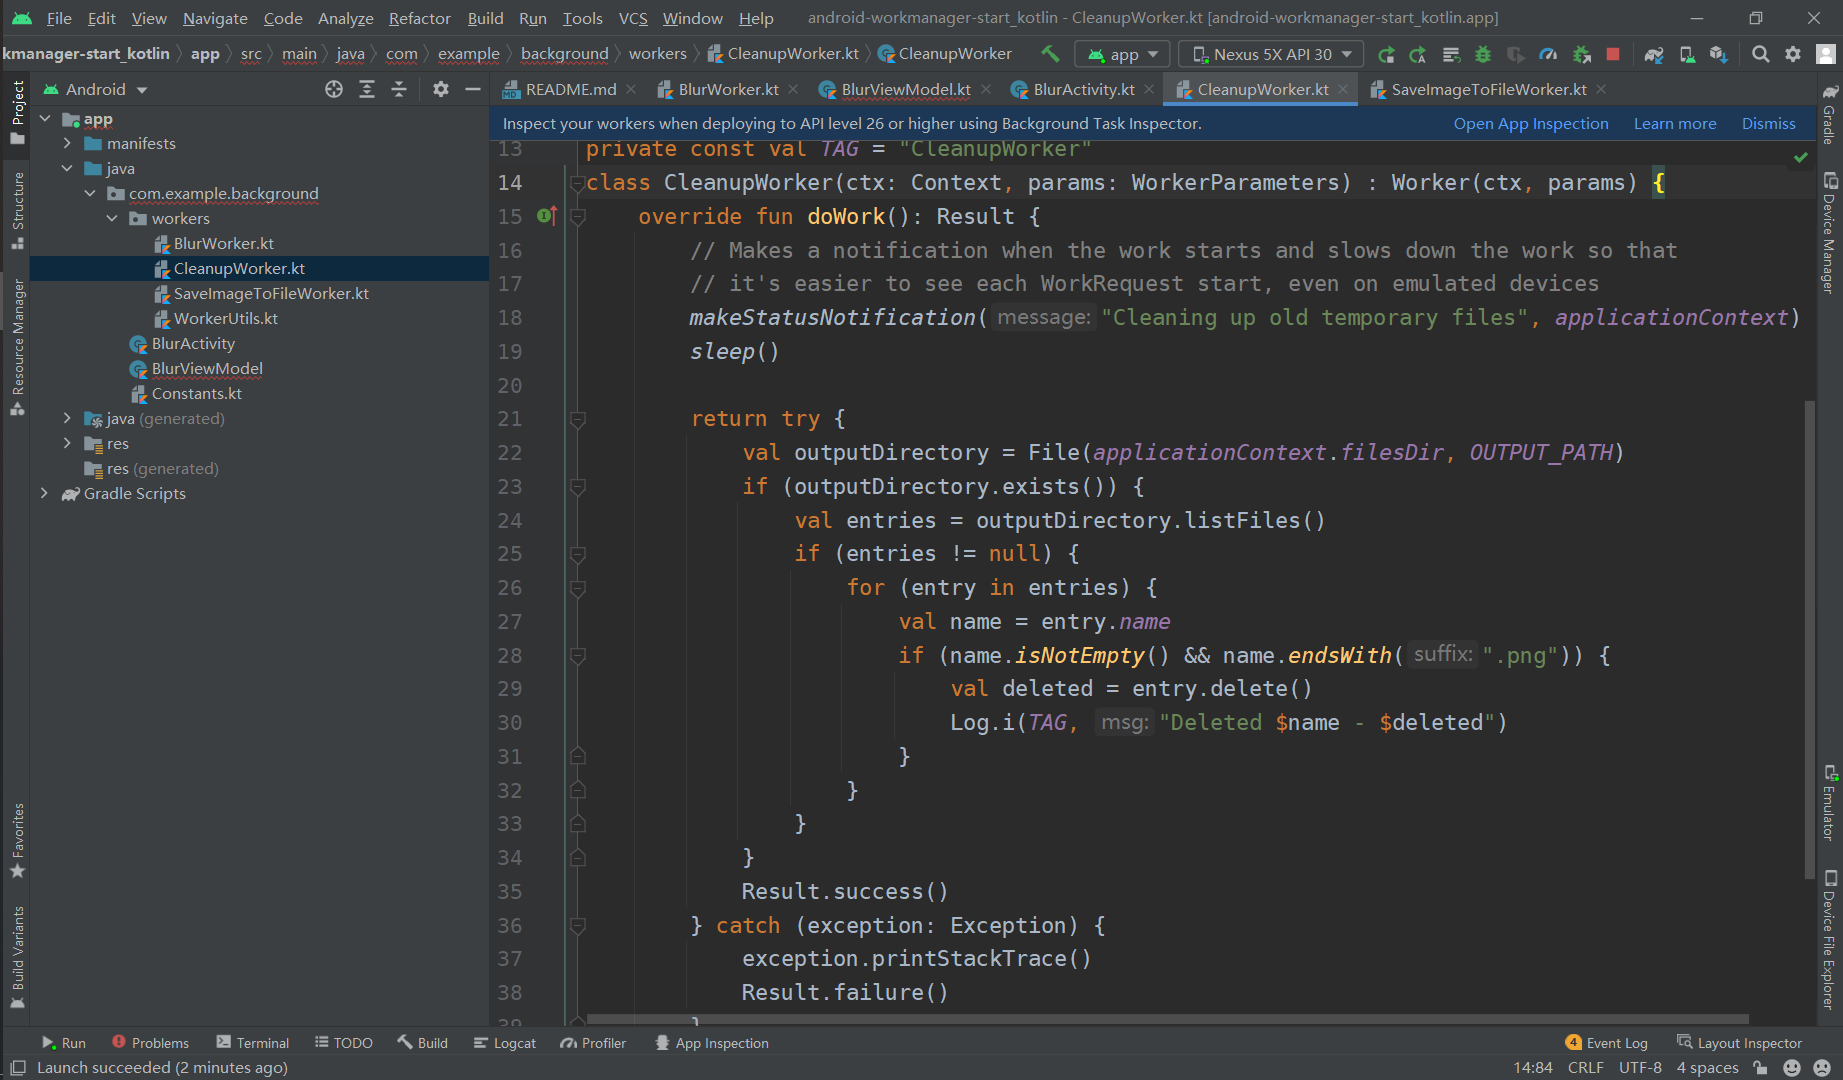 File Edit View Navigate Code Analyze Refactor Build Run Tools VCS Window Help android-workmanager-start_kotlin - CleanupWorker.kt [android-workmanager-start_kotlin.app]
kmanager-start_kotlin app src main java com example background workers CleanupWorker.kt CleanupWorker app Nexus 5X API 30
Android
README.md BlurWorker.kt BlurViewModel.kt BlurActivity.kt CleanupWorker.kt SaveImageToFileWorker.kt
Inspect your workers when deploying to API level 26 or higher using Background Task Inspector. Open App Inspection Learn more Dismiss
Project
Structure
Resource Manager
Favorites
Build Variants
app
manifests
java
com.example.background
workers
BlurWorker.kt
CleanupWorker.kt
SaveImageToFileWorker.kt
WorkerUtils.kt
BlurActivity
BlurViewModel
Constants.kt
java (generated)
res
res (generated)
Gradle Scripts
13 private const val TAG = "CleanupWorker"
14 class CleanupWorker(ctx: Context, params: WorkerParameters) : Worker(ctx, params) {
15 override fun doWork(): Result {
16 // Makes a notification when the work starts and slows down the work so that
17 // it's easier to see each WorkRequest start, even on emulated devices
18 makeStatusNotification( message: "Cleaning up old temporary files", applicationContext)
19 sleep()
20
21 return try {
22 val outputDirectory = File(applicationContext.filesDir, OUTPUT_PATH)
23 if (outputDirectory.exists()) {
24 val entries = outputDirectory.listFiles()
25 if (entries != null) {
26 for (entry in entries) {
27 val name = entry.name
28 if (name.isNotEmpty() && name.endsWith( suffix: ".png")) {
29 val deleted = entry.delete()
30 Log.i(TAG, msg: "Deleted $name - $deleted")
31 }
32 }
33 }
34 }
35 Result.success()
36 } catch (exception: Exception) {
37 exception.printStackTrace()
38 Result.failure()
39 }
Gradle
Device Manager
Emulator
Device File Explorer
Run Problems Terminal TODO Build Logcat Profiler App Inspection 4 Event Log Layout Inspector
Launch succeeded (2 minutes ago) 14:84 CRLF UTF-8 4 spaces